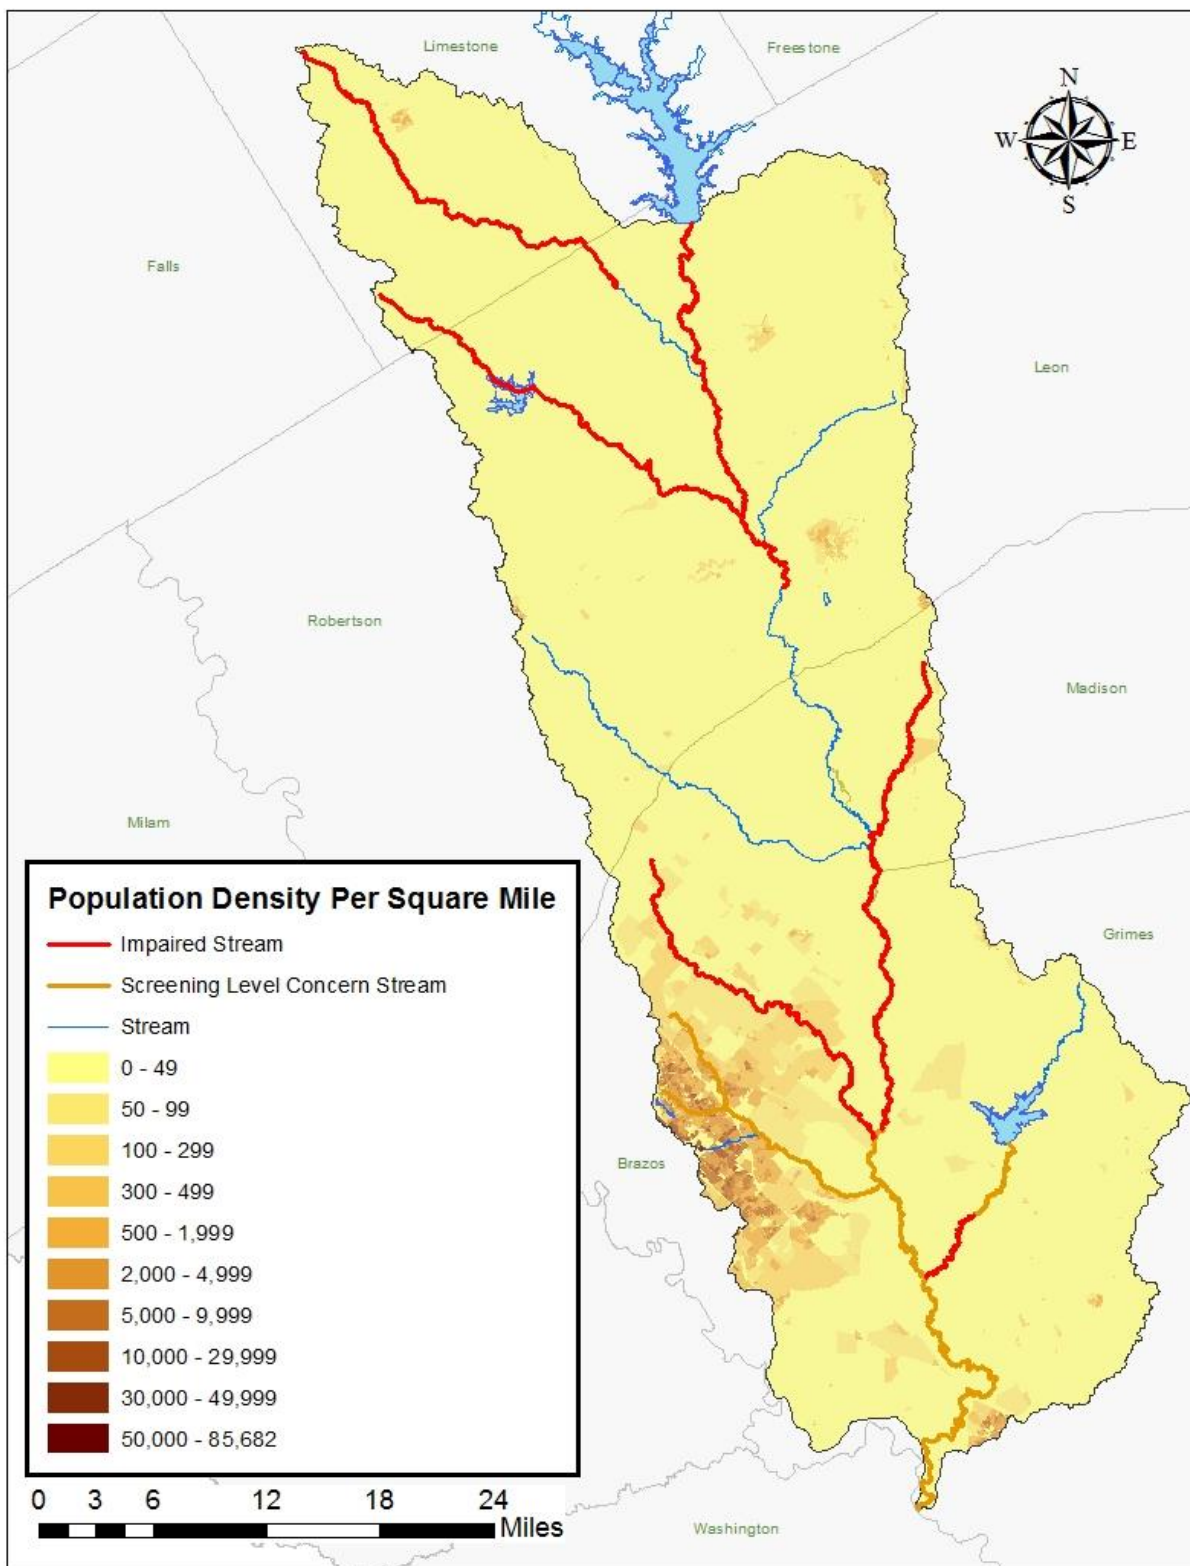 Limestone
Freestone
N
W
E
S
Falls
Leon
Robertson
Madison
Milam
Grimes
Brazos
Washington
Population Density Per Square Mile
Impaired Stream
Screening Level Concern Stream
Stream
0 - 49
50 - 99
100 - 299
300 - 499
500 - 1,999
2,000 - 4,999
5,000 - 9,999
10,000 - 29,999
30,000 - 49,999
50,000 - 85,682
0 3 6 12 18 24
Miles